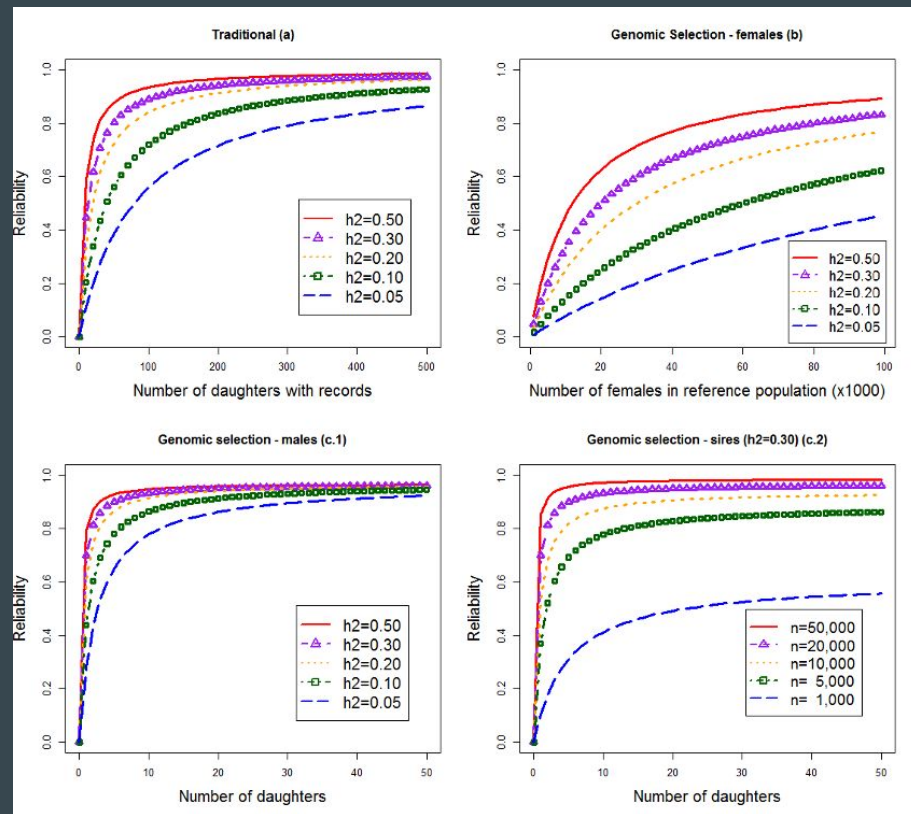 Traditional (a)
Reliability
0.0 0.2 0.4 0.6 0.8 1.0
h2=0.50
h2=0.30
h2=0.20
h2=0.10
h2=0.05
0 100 200 300 400 500
Number of daughters with records
Genomic Selection - females (b)
Reliability
0.0 0.2 0.4 0.6 0.8 1.0
h2=0.50
h2=0.30
h2=0.20
h2=0.10
h2=0.05
0 20 40 60 80 100
Number of females in reference population (x1000)
Genomic selection - males (c.1)
Reliability
0.0 0.2 0.4 0.6 0.8 1.0
h2=0.50
h2=0.30
h2=0.20
h2=0.10
h2=0.05
0 10 20 30 40 50
Number of daughters
Genomic selection - sires (h2=0.30) (c.2)
Reliability
0.0 0.2 0.4 0.6 0.8 1.0
n=50,000
n=20,000
n=10,000
n= 5,000
n= 1,000
0 10 20 30 40 50
Number of daughters